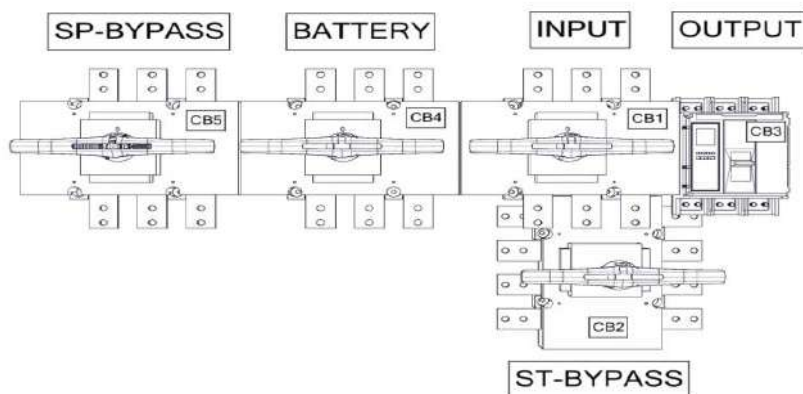 SP-BYPASS
BATTERY
INPUT
OUTPUT
CB5
CB4
CB1
CB3
CB2
ST-BYPASS